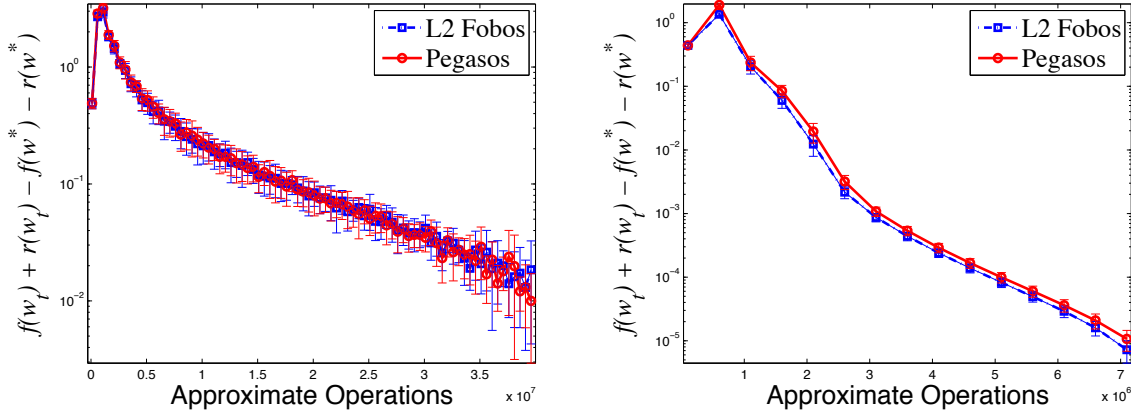 L2 Fobos
Pegasos
10^0
10^-1
10^-2
f(w_t) + r(w_t) − f(w^*) − r(w^*)
0 0.5 1 1.5 2 2.5 3 3.5
x 10^7
Approximate Operations
L2 Fobos
Pegasos
10^0
10^-1
10^-2
10^-3
10^-4
10^-5
f(w_t) + r(w_t) − f(w^*) − r(w^*)
1 2 3 4 5 6 7
x 10^6
Approximate Operations